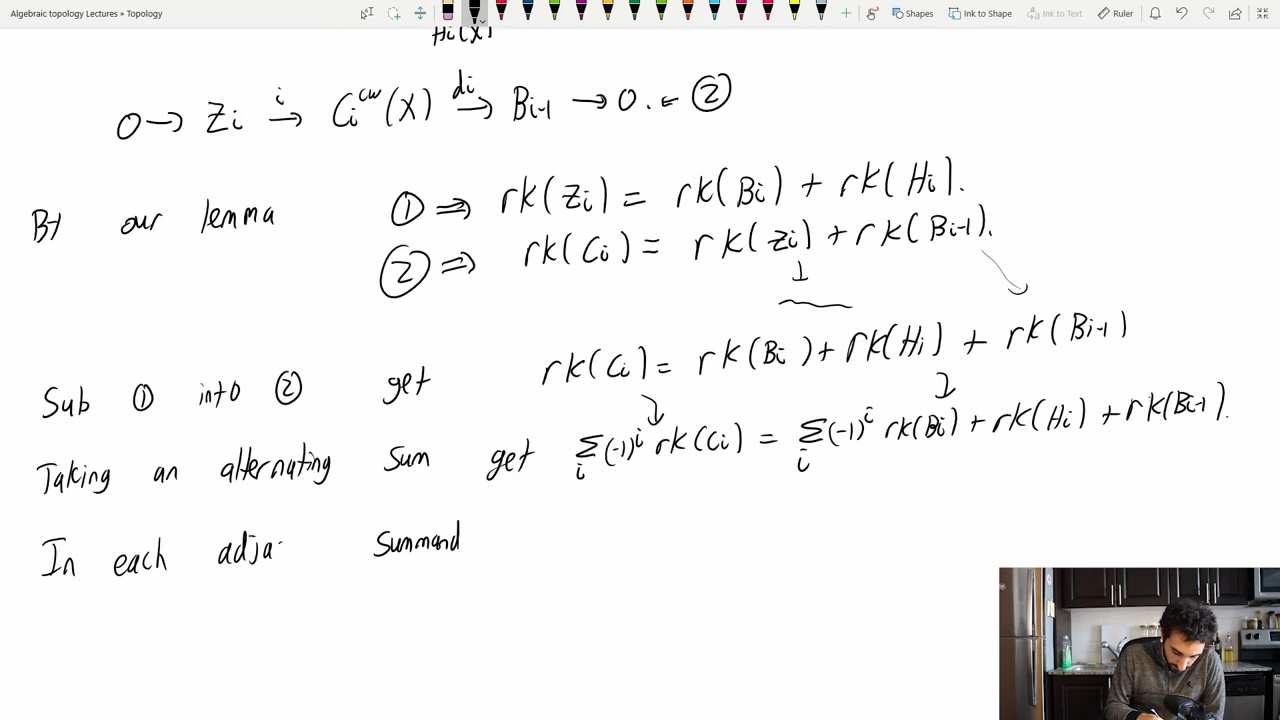 Algebraic topology Lectures » Topology
Shapes Ink to Shape Ink to Text Ruler
Hi(X)
0 → Zi →^i Ci^cw(X) →^di Bi-1 → 0. ← ②
By our lemma ① ⇒ rk(Zi) = rk(Bi) + rk(Hi).
② ⇒ rk(Ci) = rk(Zi) + rk(Bi-1).
Sub ① into ② get rk(Ci) = rk(Bi) + rk(Hi) + rk(Bi-1)
Taking an alternating sum get Σi (-1)^i rk(Ci) = Σi (-1)^i rk(Bi) + rk(Hi) + rk(Bi-1).
In each adja Summand